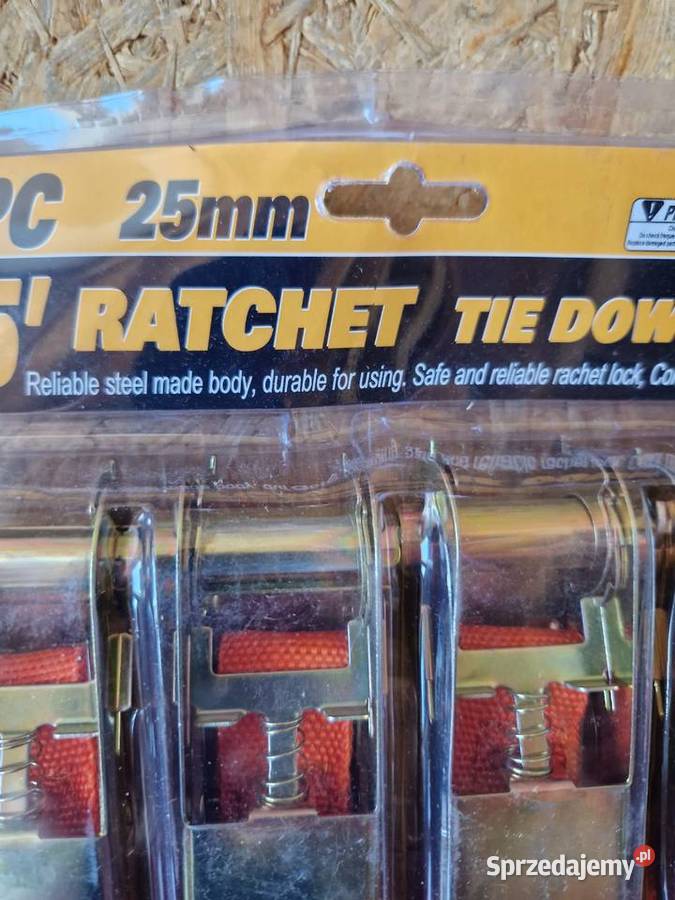 PC 25mm
5' RATCHET TIE DOW
Reliable steel made body, durable for using. Safe and reliable rachet lock, Co
Sprzedajemy.pl